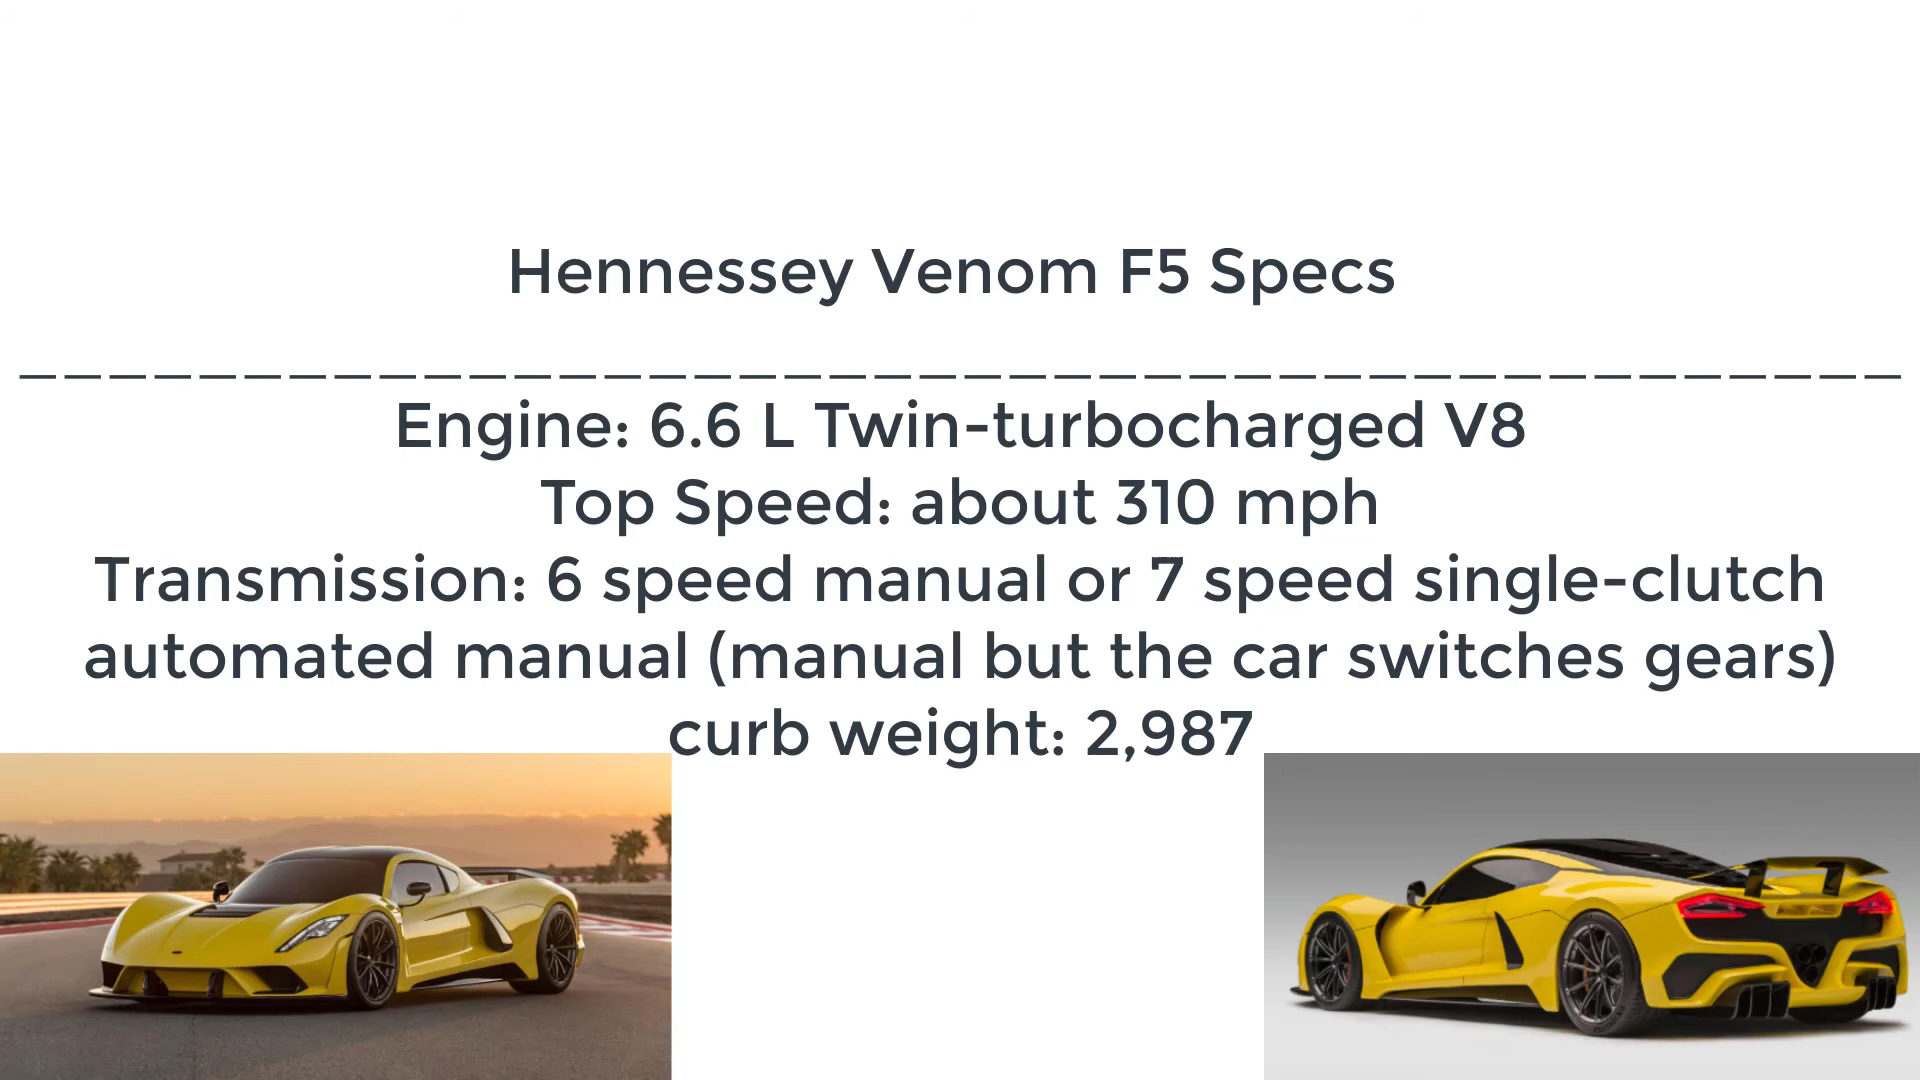 Hennessey Venom F5 Specs
__________________________________________
Engine: 6.6 L Twin-turbocharged V8
Top Speed: about 310 mph
Transmission: 6 speed manual or 7 speed single-clutch
automated manual (manual but the car switches gears)
curb weight: 2,987